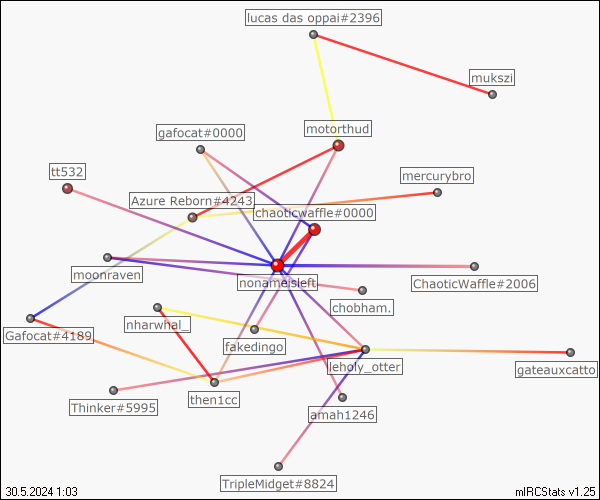 lucas das oppai#2396
mukszi
gafocat#0000
motorthud
tt532
mercurybro
Azure Reborn#4243
chaoticwaffle#0000
moonraven
nonameisleft
ChaoticWaffle#2006
chobham.
nharwhal_
Gafocat#4189
fakedingo
leholy_otter
gateauxcatto
then1cc
Thinker#5995
amah1246
TripleMidget#8824
30.5.2024 1:03
mIRCStats v1.25